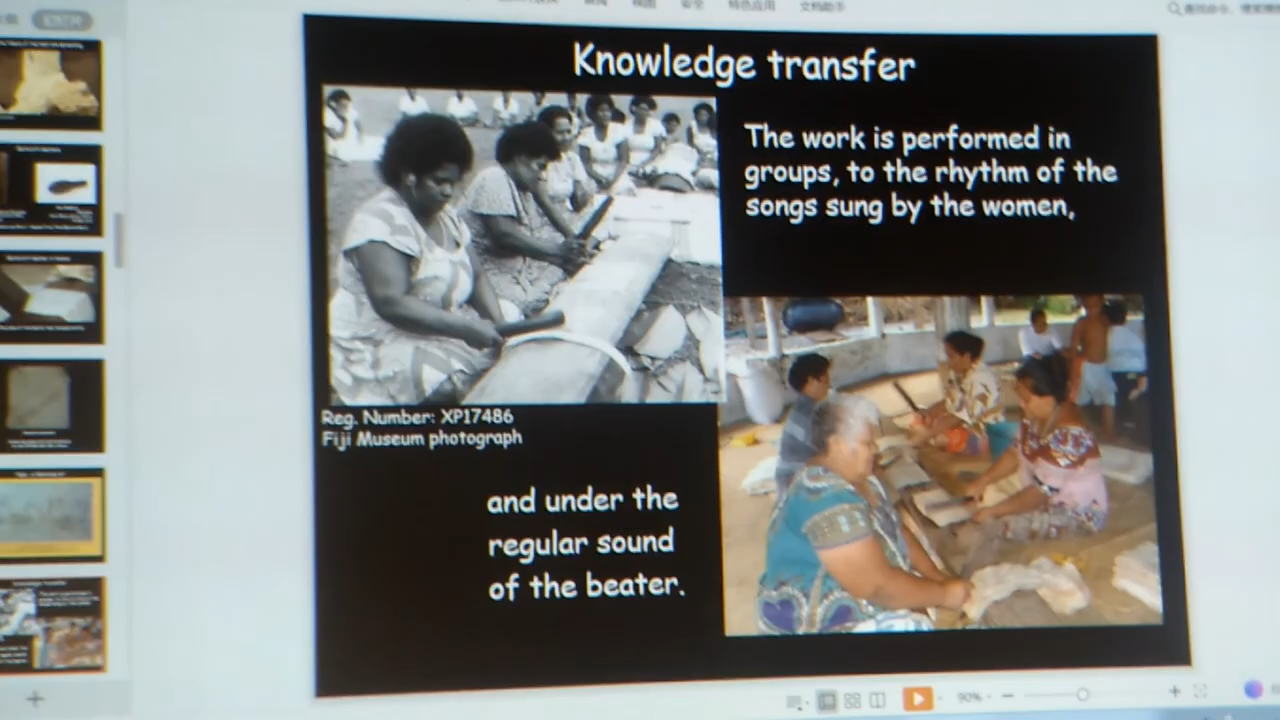 Knowledge transfer
The work is performed in
groups, to the rhythm of the
songs sung by the women,
Reg. Number: XP17486
Fiji Museum photograph
and under the
regular sound
of the beater.
90%